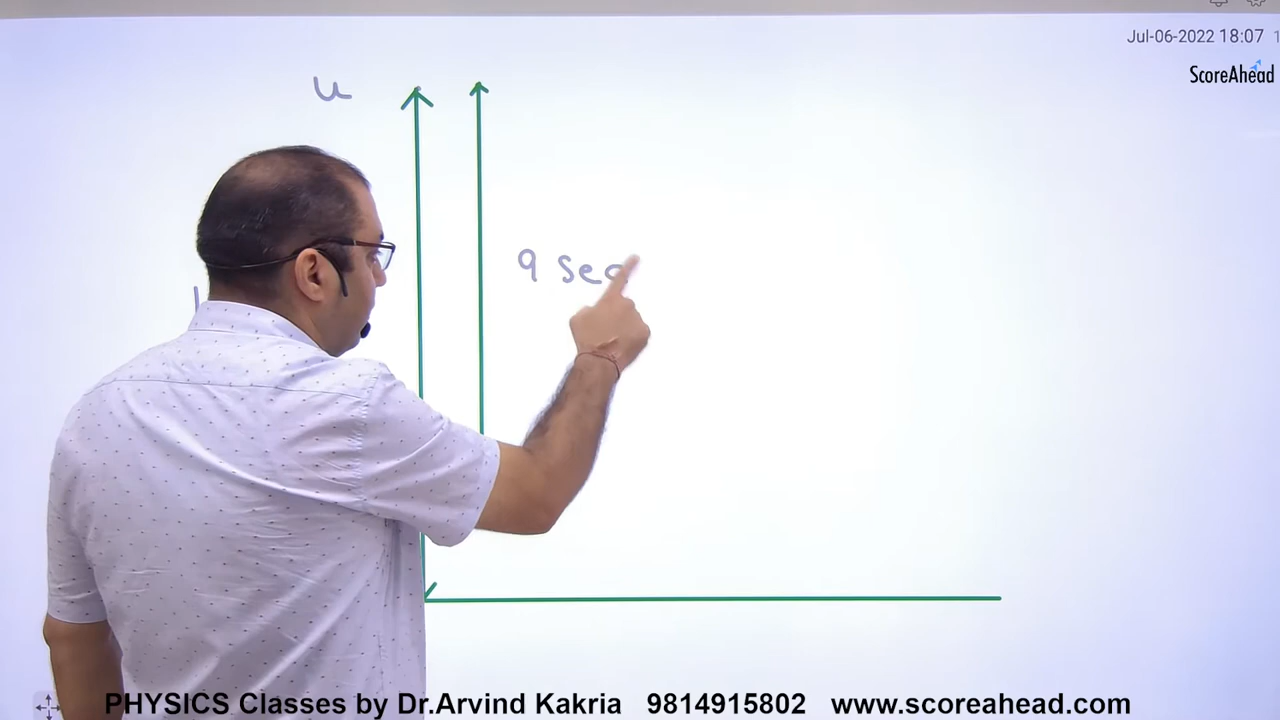 Jul-06-2022 18:07
ScoreAhead
u
9 Sec
PHYSICS Classes by Dr.Arvind Kakria 9814915802 www.scoreahead.com